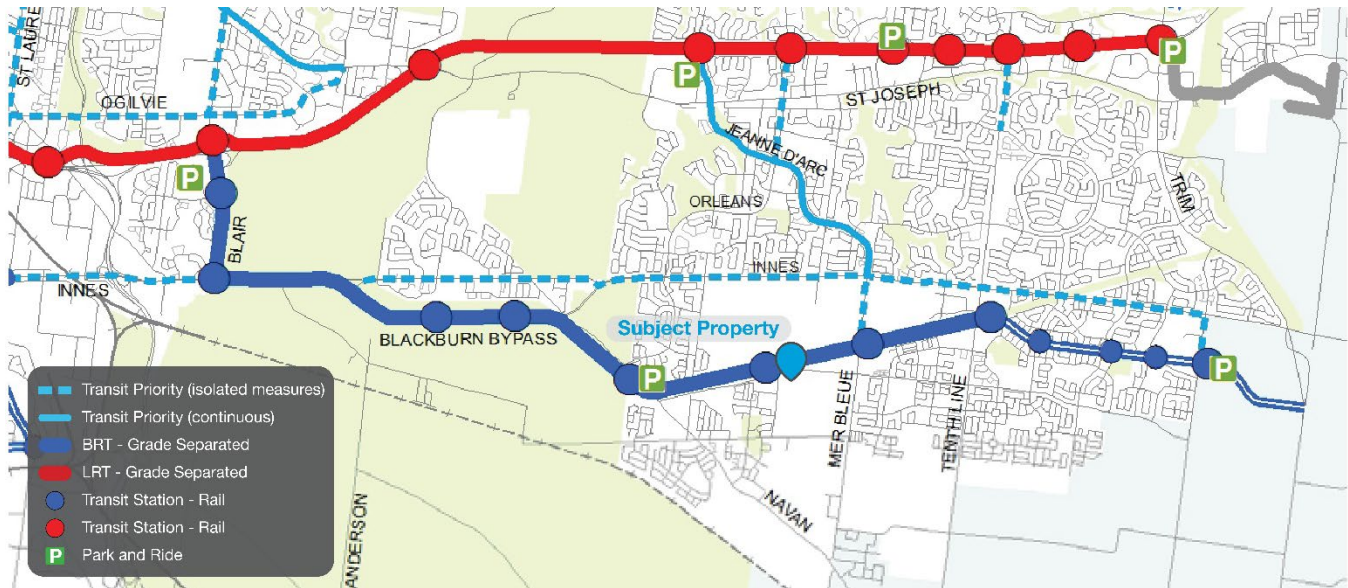 ST LAURE
OGILVIE
P
P
P
P
ST JOSEPH
JEANNE D'ARC
TRIM
P
BLAIR
ORLEANS
INNES
INNES
Subject Property
BLACKBURN BYPASS
P
P
MER BLEUE
TENTH LINE
NAVAN
ANDERSON
Transit Priority (isolated measures)
Transit Priority (continuous)
BRT - Grade Separated
LRT - Grade Separated
Transit Station - Rail
Transit Station - Rail
P Park and Ride